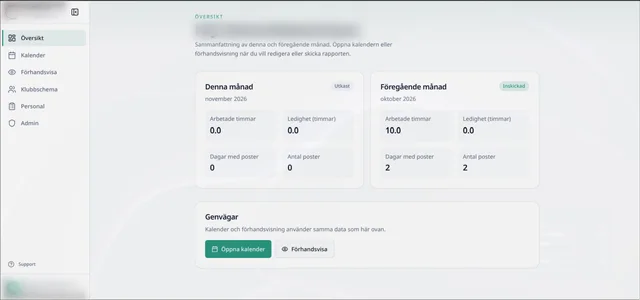 Översikt
Kalender
Förhandsvisa
Klubbschema
Personal
Admin
Support
ÖVERSIKT
Sammanfattning av denna och föregående månad. Öppna kalendern eller
förhandsvisning när du vill redigera eller skicka rapporten.
Denna månad
Utkast
november 2026
Arbetade timmar
Ledighet (timmar)
0.0
0.0
Dagar med poster
Antal poster
0
0
Föregående månad
Inskickad
oktober 2026
Arbetade timmar
Ledighet (timmar)
10.0
0.0
Dagar med poster
Antal poster
2
2
Genvägar
Kalender och förhandsvisning använder samma data som här ovan.
Öppna kalender
Förhandsvisa